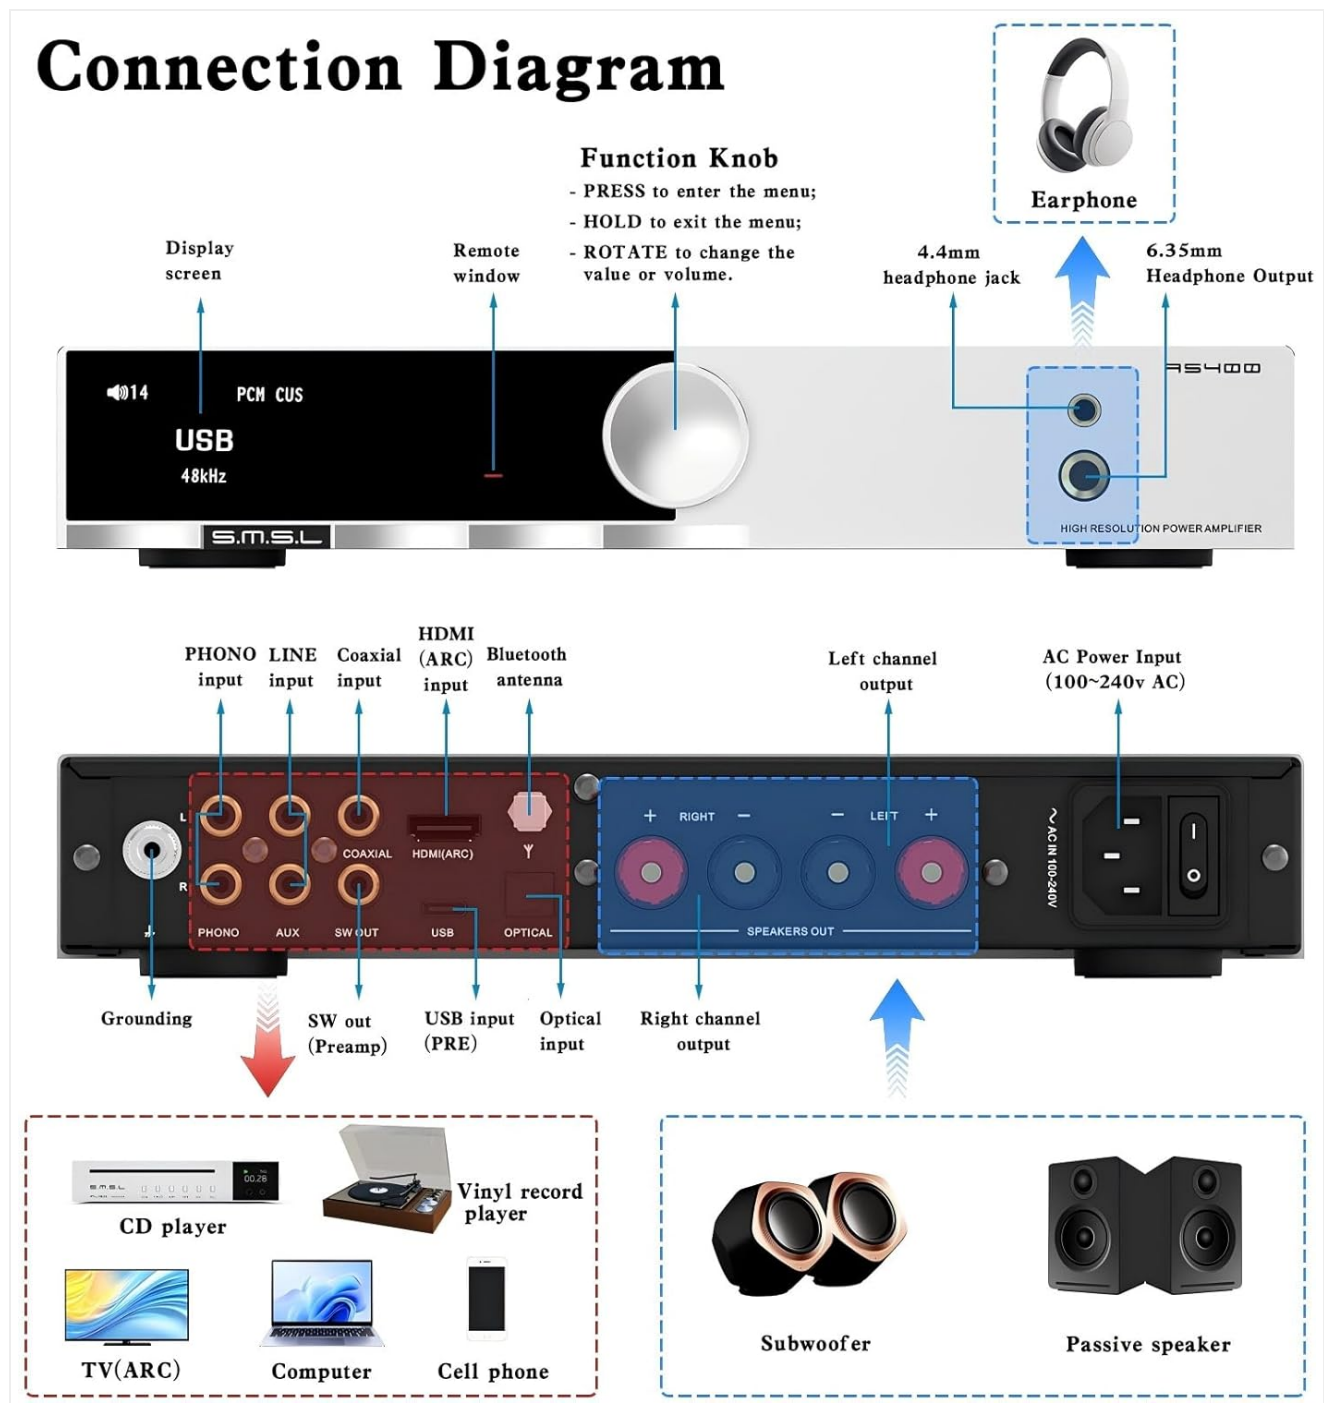 Connection Diagram
Earphone
Function Knob
- PRESS to enter the menu;
- HOLD to exit the menu;
- ROTATE to change the
value or volume.
Display
screen
Remote
window
4.4mm
headphone jack
6.35mm
Headphone Output
14
PCM CUS
USB
48kHz
S.M.S.L
AS400
HIGH RESOLUTION POWER AMPLIFIER
PHONO
input
LINE
input
Coaxial
input
HDMI
(ARC)
input
Bluetooth
antenna
Left channel
output
AC Power Input
(100~240v AC)
L
R
COAXIAL
HDMI(ARC)
PHONO
AUX
SW OUT
USB
OPTICAL
+ RIGHT −
− LEFT +
SPEAKERS OUT
~ AC IN 100-240V
Grounding
SW out
(Preamp)
USB input
(PRE)
Optical
input
Right channel
output
S.M.S.L
00:28
CD player
Vinyl record
player
TV(ARC)
Computer
Cell phone
Subwoofer
Passive speaker